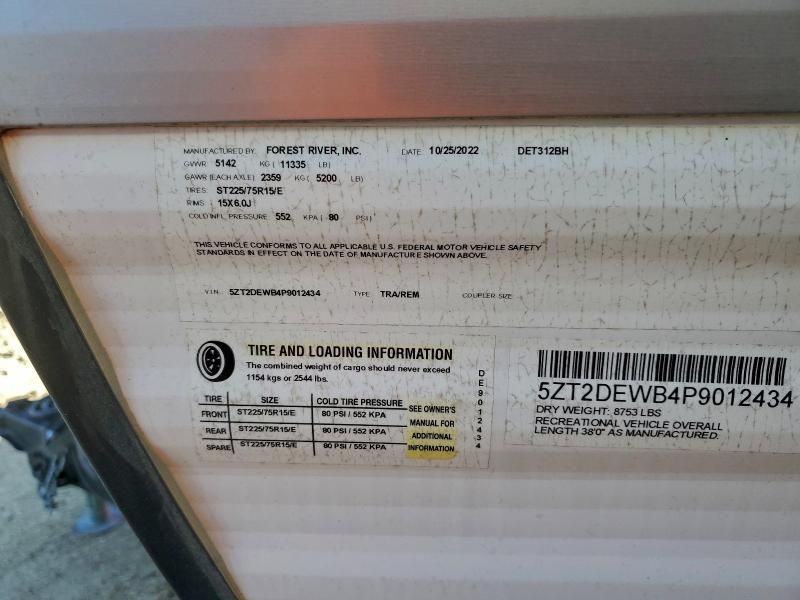 MANUFACTURED BY: FOREST RIVER, INC. DATE: 10/25/2022 DET312BH
GVWR: 5142 KG ( 11335 LB)
GAWR (EACH AXLE) 2359 KG ( 5200 LB)
TIRES: ST225/75R15/E
RIMS: 15X6.0J
COLD INFL. PRESSURE: 552 KPA ( 80 PSI)
THIS VEHICLE CONFORMS TO ALL APPLICABLE U.S. FEDERAL MOTOR VEHICLE SAFETY
STANDARDS IN EFFECT ON THE DATE OF MANUFACTURE SHOWN ABOVE.
V.I.N. 5ZT2DEWB4P9012434 TYPE: TRA/REM COUPLER SIZE:
TIRE AND LOADING INFORMATION
The combined weight of cargo should never exceed
1154 kgs or 2544 lbs.
TIRE SIZE COLD TIRE PRESSURE
FRONT ST225/75R15/E 80 PSI / 552 KPA
REAR ST225/75R15/E 80 PSI / 552 KPA
SPARE ST225/75R15/E 80 PSI / 552 KPA
SEE OWNER'S
MANUAL FOR
ADDITIONAL
INFORMATION
DE9012434
5ZT2DEWB4P9012434
DRY WEIGHT: 8753 LBS
RECREATIONAL VEHICLE OVERALL
LENGTH 38'0" AS MANUFACTURED.